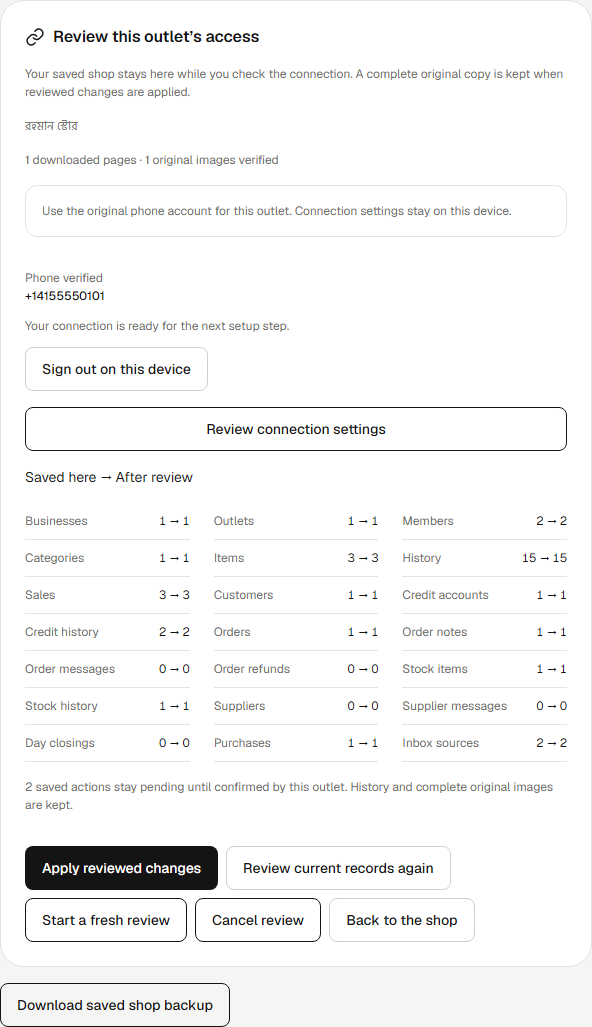 Review this outlet's access
Your saved shop stays here while you check the connection. A complete original copy is kept when
reviewed changes are applied.
রহমান স্টোর
1 downloaded pages · 1 original images verified
Use the original phone account for this outlet. Connection settings stay on this device.
Phone verified
+14155550101
Your connection is ready for the next setup step.
Sign out on this device
Review connection settings
Saved here → After review
Businesses 1 → 1 Outlets 1 → 1 Members 2 → 2
Categories 1 → 1 Items 3 → 3 History 15 → 15
Sales 3 → 3 Customers 1 → 1 Credit accounts 1 → 1
Credit history 2 → 2 Orders 1 → 1 Order notes 1 → 1
Order messages 0 → 0 Order refunds 0 → 0 Stock items 1 → 1
Stock history 1 → 1 Suppliers 0 → 0 Supplier messages 0 → 0
Day closings 0 → 0 Purchases 1 → 1 Inbox sources 2 → 2
2 saved actions stay pending until confirmed by this outlet. History and complete original images
are kept.
Apply reviewed changes Review current records again
Start a fresh review Cancel review Back to the shop
Download saved shop backup